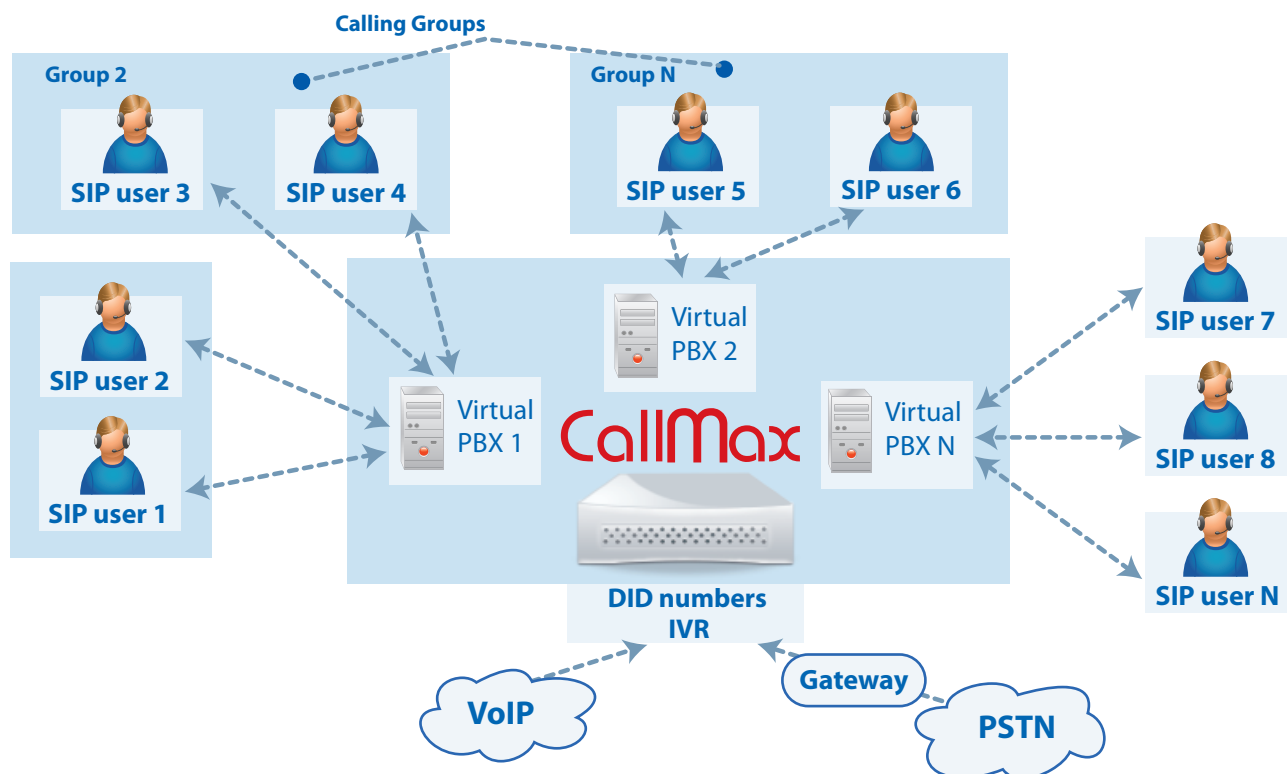 Calling Groups
Group 2
Group N
SIP user 3
SIP user 4
SIP user 5
SIP user 6
SIP user 2
SIP user 1
Virtual
PBX 1
Virtual
PBX 2
Virtual
PBX N
CallMax
SIP user 7
SIP user 8
SIP user N
DID numbers
IVR
VoIP
Gateway
PSTN